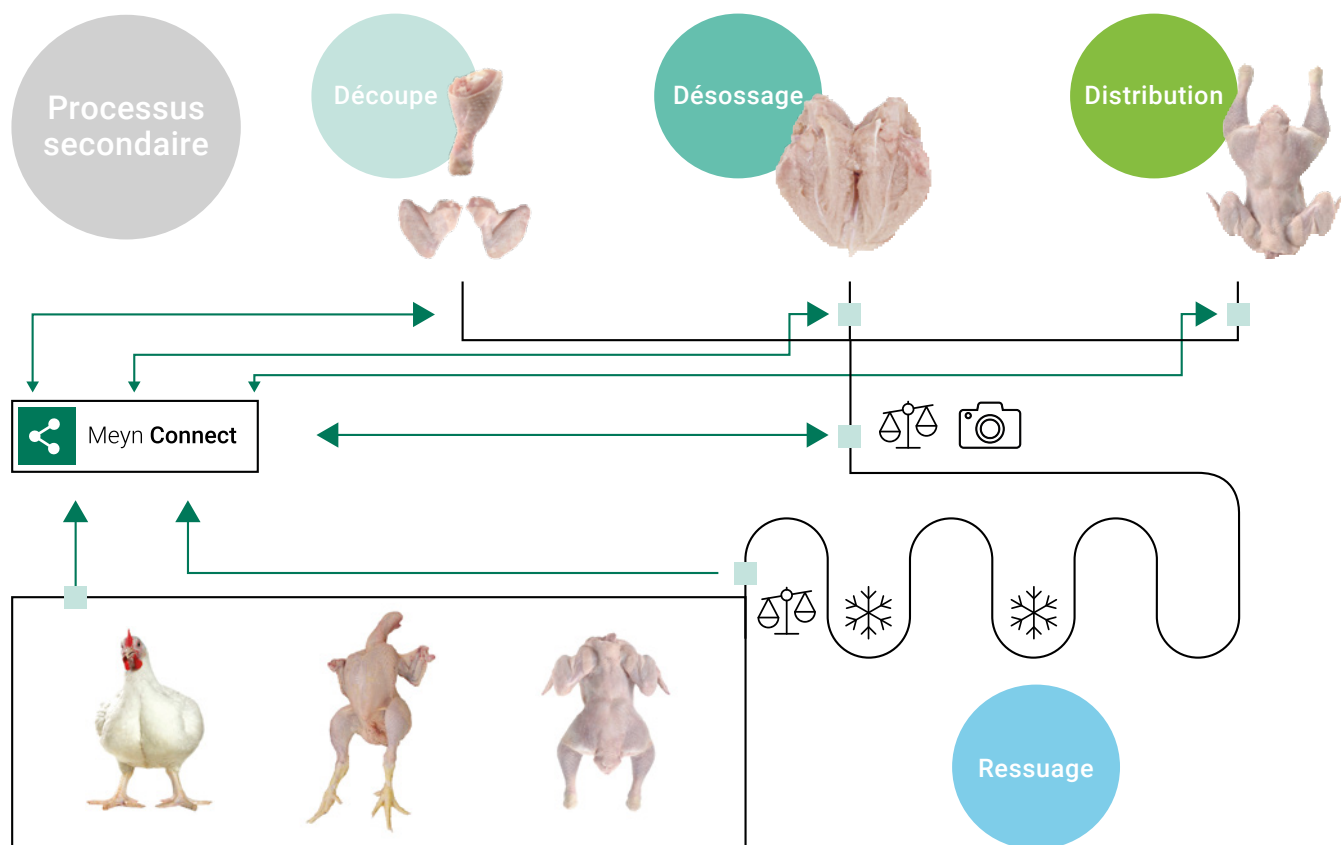 Processus
secondaire
Découpe
Désossage
Distribution
Meyn Connect
Ressuage